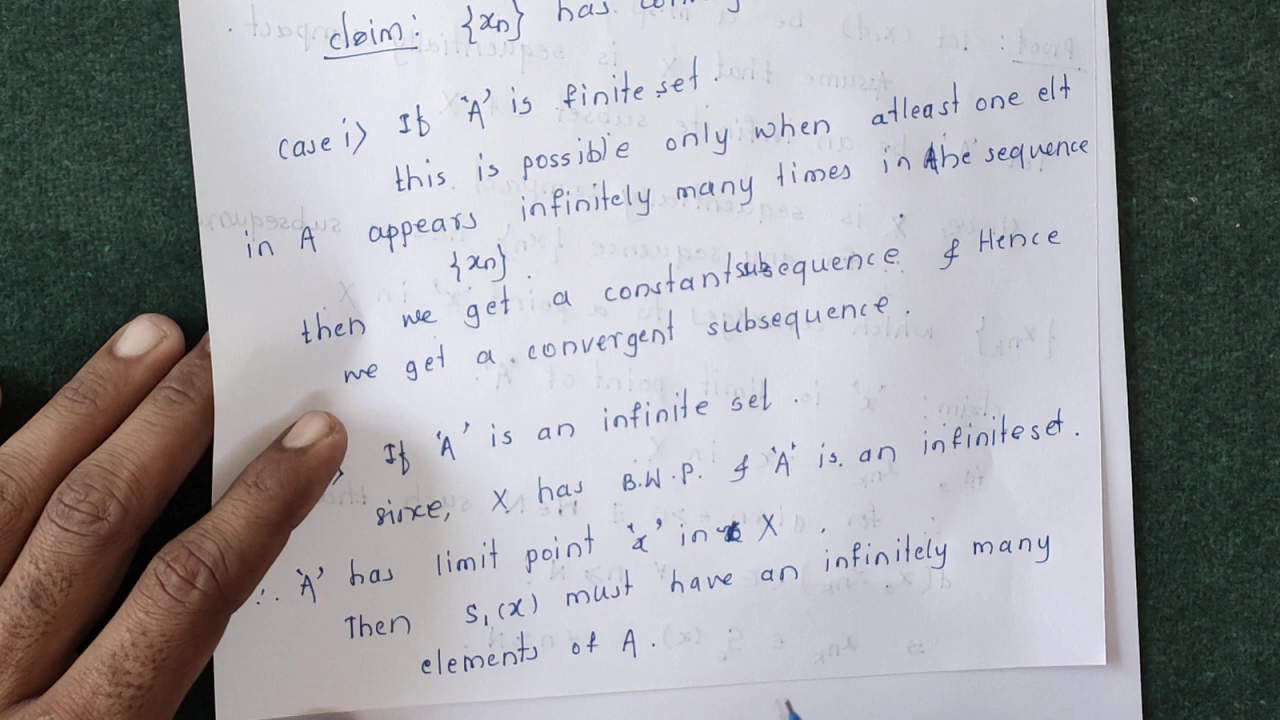 claim: {xn} has
case i) If 'A' is finite set.
this is possible only when atleast one elt
in A appears infinitely many times in the sequence
{xn}.
then we get a constant subsequence & Hence
we get a convergent subsequence.
If 'A' is an infinite set.
since, X has B.W.P. & 'A' is an infinite set.
∴ 'A' has limit point 'x' in X.
Then S₁(x) must have an infinitely many
elements of A.